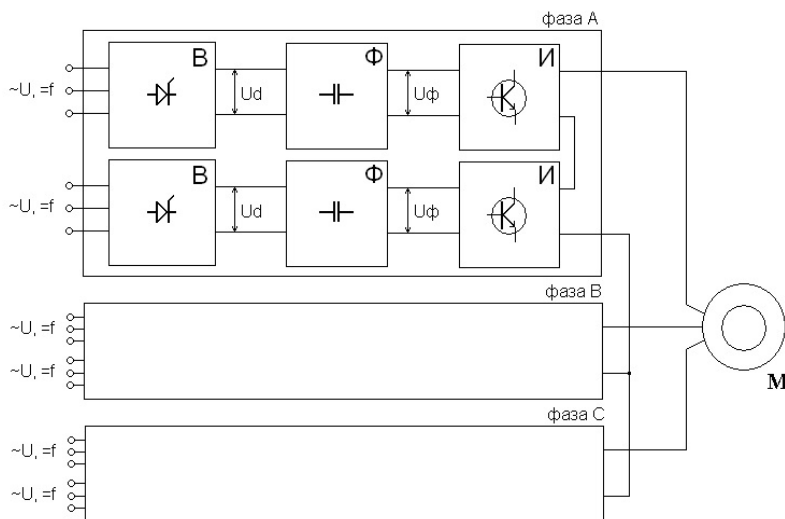 фаза А
В Ф И
~U, =f Ud Uф
В Ф И
~U, =f Ud Uф
фаза В
~U, =f
~U, =f
М
фаза С
~U, =f
~U, =f